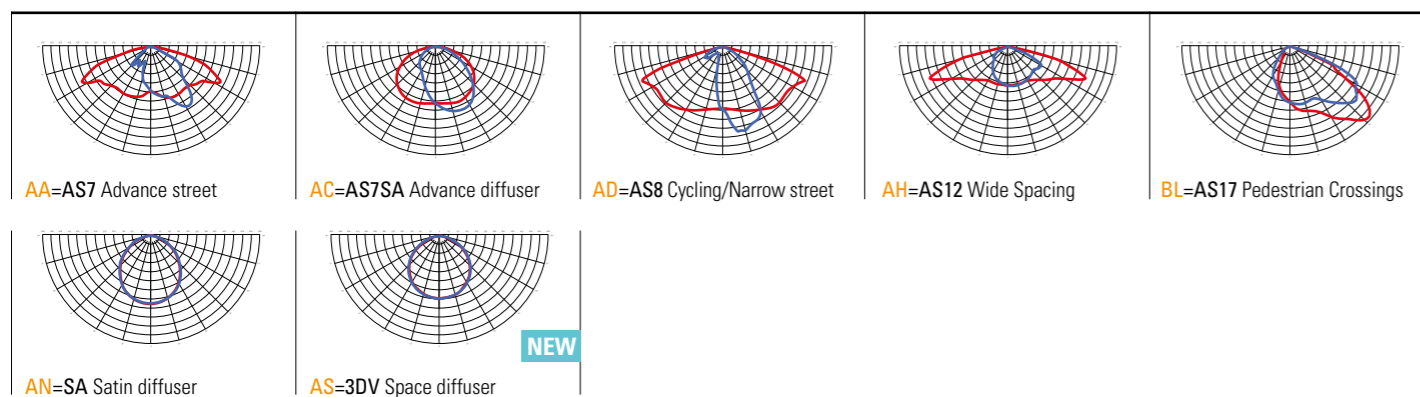 AA=AS7 Advance street
AC=AS7SA Advance diffuser
AD=AS8 Cycling/Narrow street
AH=AS12 Wide Spacing
BL=AS17 Pedestrian Crossings
NEW
AN=SA Satin diffuser
AS=3DV Space diffuser